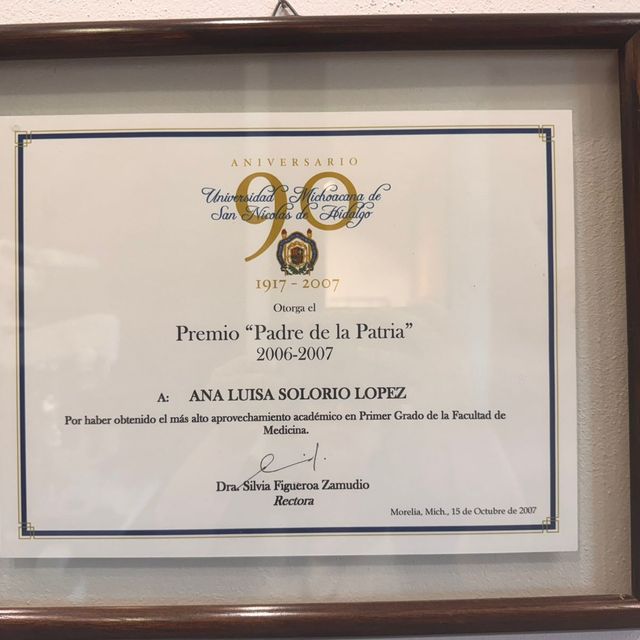 ANIVERSARIO
90
Universidad Michoacana de
San Nicolás de Hidalgo
1917 - 2007
Otorga el
Premio “Padre de la Patria”
2006-2007
A: ANA LUISA SOLORIO LOPEZ
Por haber obtenido el más alto aprovechamiento académico en Primer Grado de la Facultad de
Medicina.
Dra. Silvia Figueroa Zamudio
Rectora
Morelia, Mich., 15 de Octubre de 2007